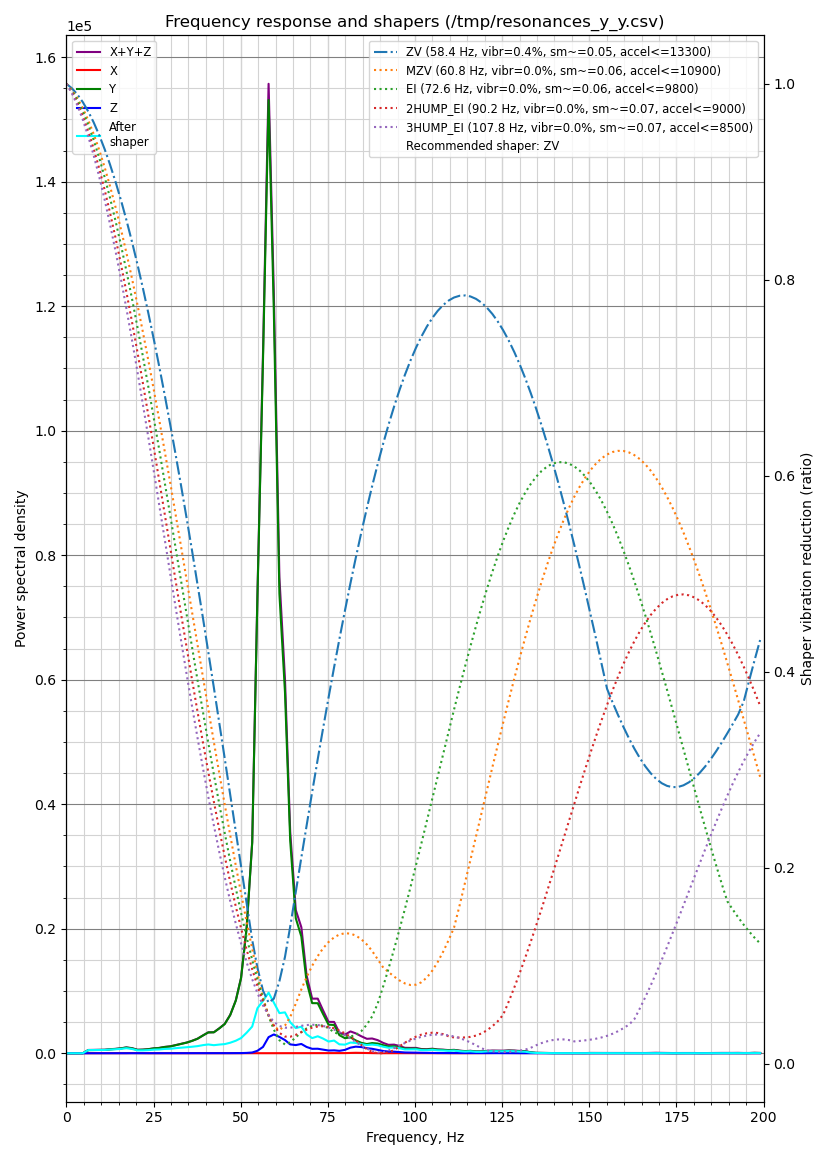 Frequency response and shapers (/tmp/resonances_y_y.csv)
1e5
X+Y+Z
X
Y
Z
After
shaper
ZV (58.4 Hz, vibr=0.4%, sm~=0.05, accel<=13300)
MZV (60.8 Hz, vibr=0.0%, sm~=0.06, accel<=10900)
EI (72.6 Hz, vibr=0.0%, sm~=0.06, accel<=9800)
2HUMP_EI (90.2 Hz, vibr=0.0%, sm~=0.07, accel<=9000)
3HUMP_EI (107.8 Hz, vibr=0.0%, sm~=0.07, accel<=8500)
Recommended shaper: ZV
1.6
1.4
1.2
1.0
0.8
0.6
0.4
0.2
0.0
Power spectral density
1.0
0.8
0.6
0.4
0.2
0.0
Shaper vibration reduction (ratio)
0 25 50 75 100 125 150 175 200
Frequency, Hz